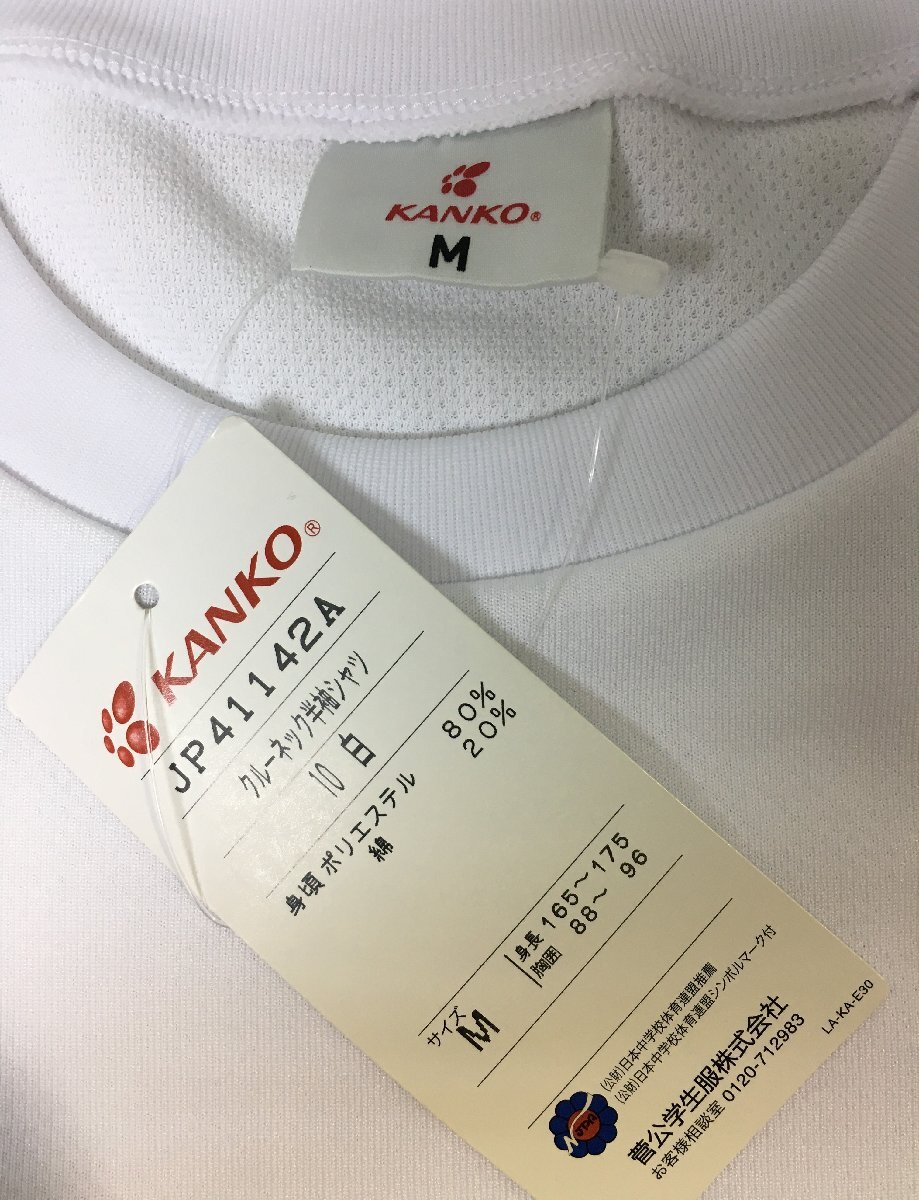 KANKO®
M
KANKO®
JP41142A
クルーネック半袖シャツ
10 白
身頃 ポリエステル 80%
綿 20%
サイズ
M
身長 165～175
胸囲 88～ 96
(公財)日本中学校体育連盟推薦
(公財)日本中学校体育連盟シンボルマーク付
菅公学生服株式会社
お客様相談室 0120-712983
LA-KA-E30